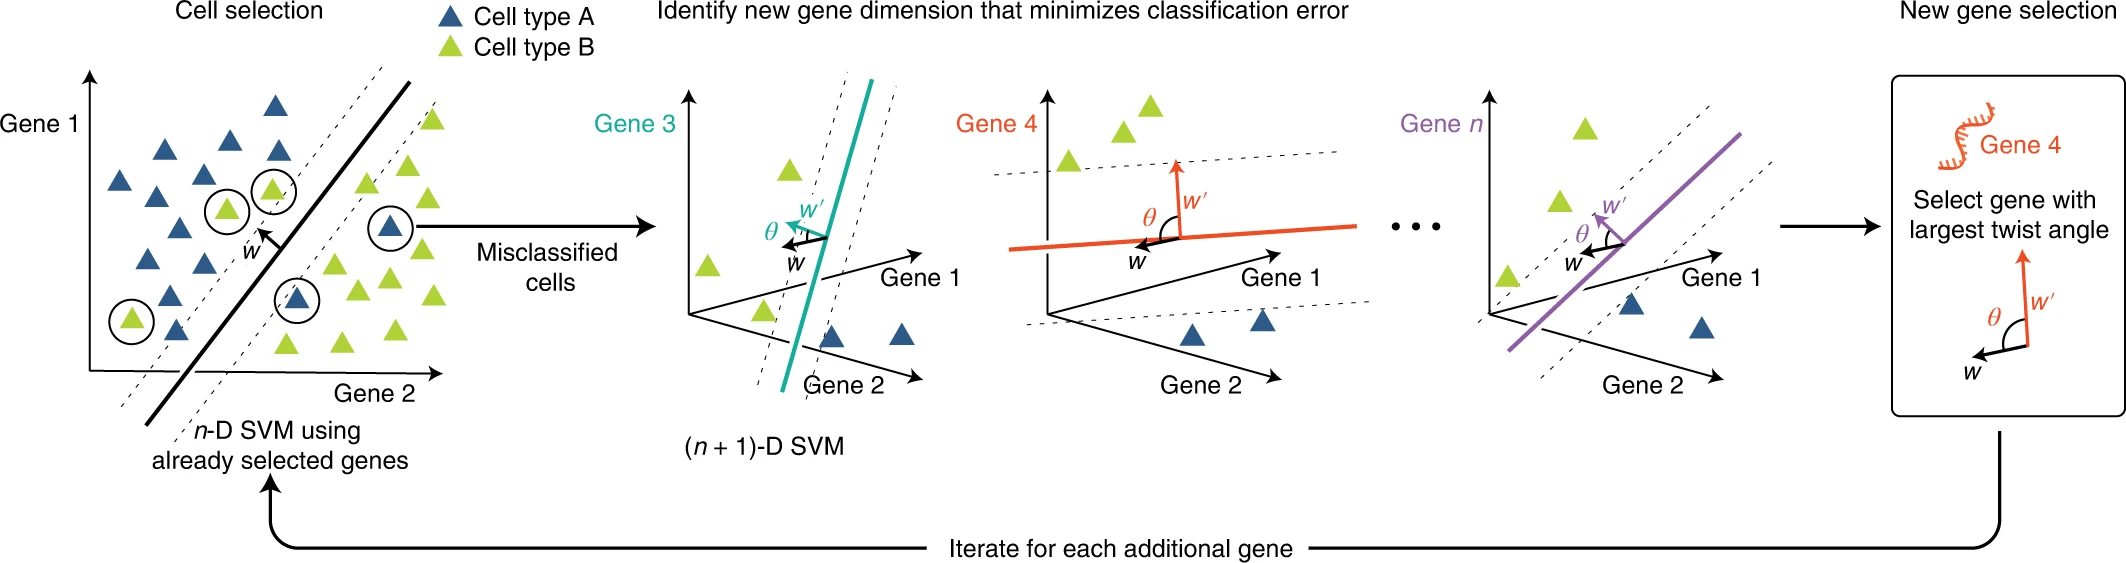 Cell selection
Cell type A
Cell type B
Identify new gene dimension that minimizes classification error
New gene selection
Gene 1
Gene 2
w
n-D SVM using
already selected genes
Misclassified
cells
Gene 3
w′
θ
w
Gene 1
Gene 2
(n + 1)-D SVM
Gene 4
w′
θ
w
Gene 1
Gene 2
...
Gene n
w′
θ
w
Gene 1
Gene 2
Gene 4
Select gene with
largest twist angle
w′
θ
w
Iterate for each additional gene